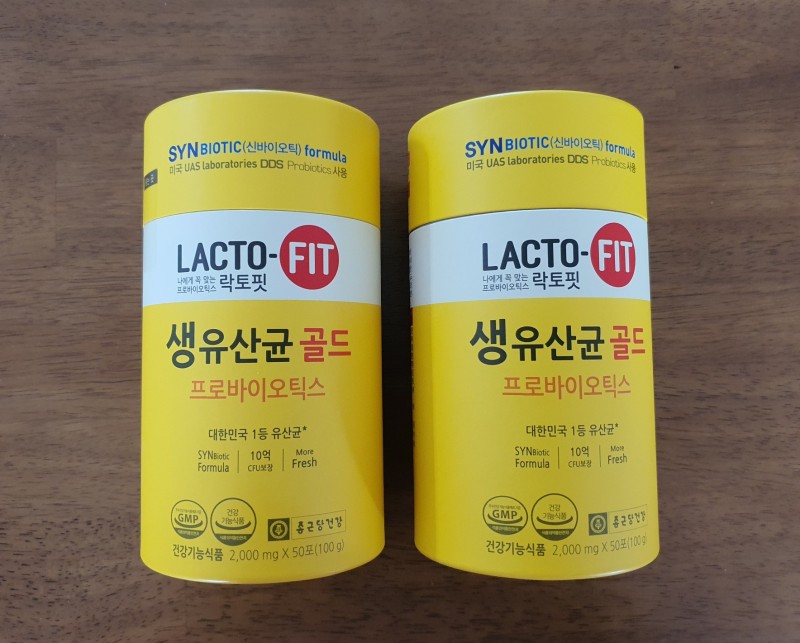 SYNBIOTIC(신바이오틱) formula
미국 UAS laboratories DDS Probiotics 사용
LACTO-FIT
나에게 꼭 맞는
프로바이오틱스 락토핏
생유산균 골드
프로바이오틱스
대한민국 1등 유산균*
SYNBiotic Formula
10억 CFU보장
More Fresh
GMP
건강기능식품
종근당건강
건강기능식품 2,000 mg X 50포(100 g)
SYNBIOTIC(신바이오틱) formula
미국 UAS laboratories DDS Probiotics 사용
LACTO-FIT
나에게 꼭 맞는
프로바이오틱스 락토핏
생유산균 골드
프로바이오틱스
대한민국 1등 유산균*
SYNBiotic Formula
10억 CFU보장
More Fresh
GMP
건강기능식품
종근당건강
건강기능식품 2,000 mg X 50포(100 g)